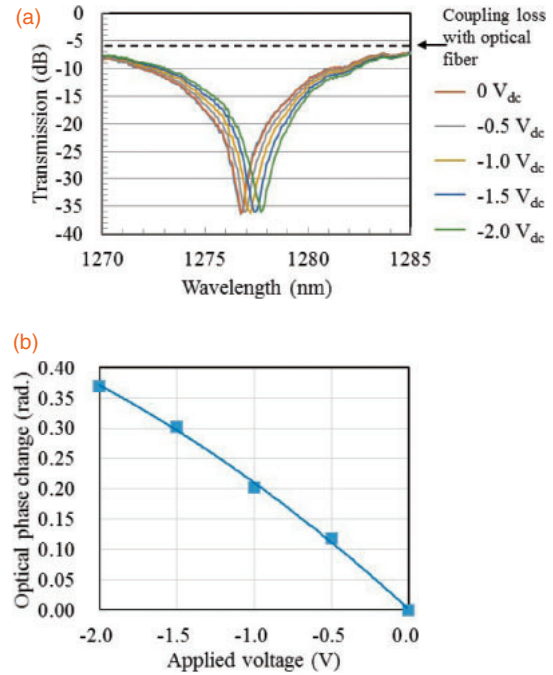 (a)
0
-5
-10
-15
-20
-25
-30
-35
-40
Transmission (dB)
1270 1275 1280 1285
Wavelength (nm)
Coupling loss
with optical
fiber
0 Vdc
-0.5 Vdc
-1.0 Vdc
-1.5 Vdc
-2.0 Vdc
(b)
0.40
0.35
0.30
0.25
0.20
0.15
0.10
0.05
0.00
Optical phase change (rad.)
-2.0 -1.5 -1.0 -0.5 0.0
Applied voltage (V)